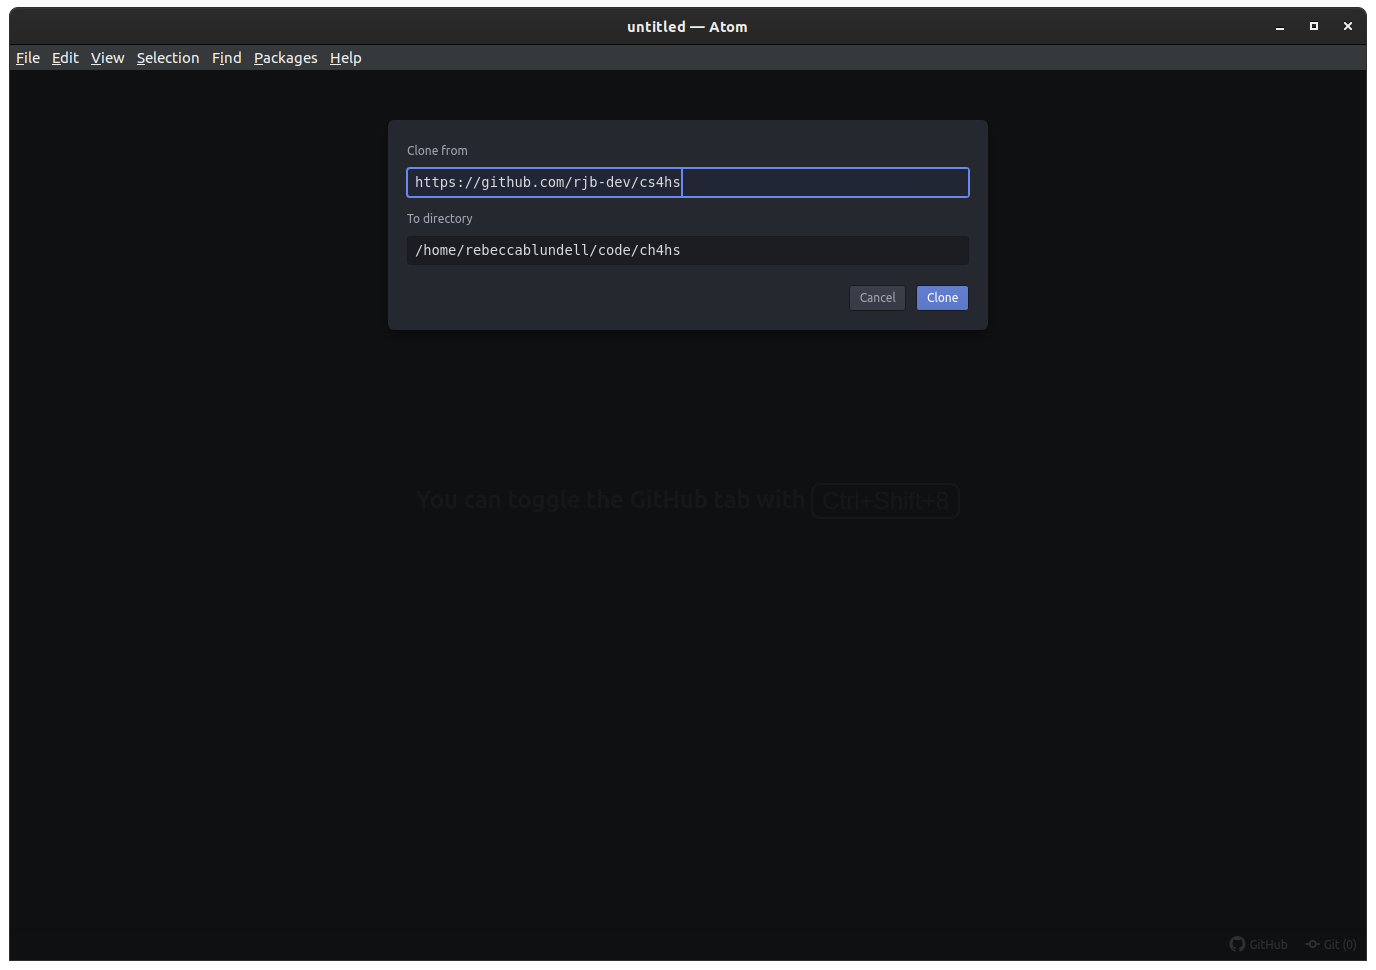 untitled — Atom
File Edit View Selection Find Packages Help
Clone from
https://github.com/rjb-dev/cs4hs
To directory
/home/rebeccablundell/code/ch4hs
Cancel Clone
You can toggle the GitHub tab with Ctrl+Shift+8
GitHub Git (0)